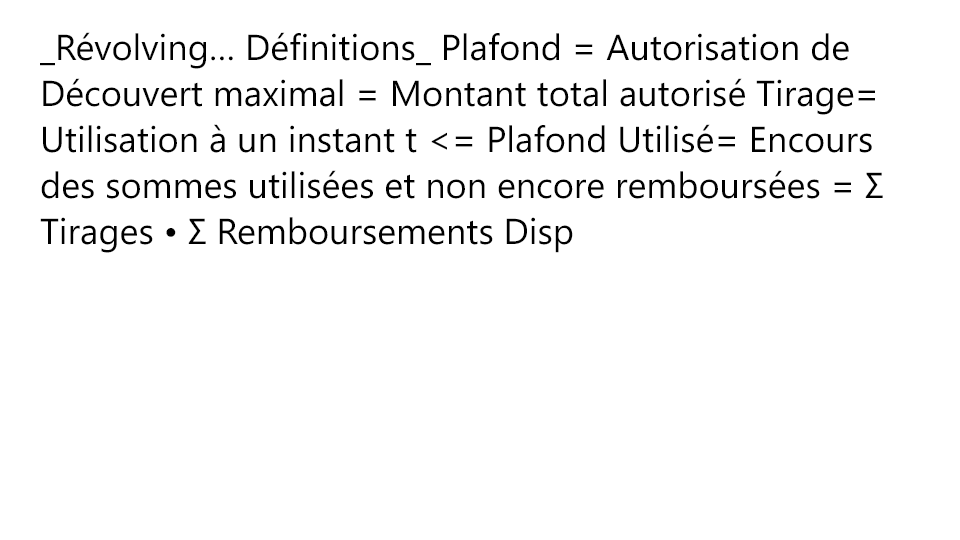 _Révolving... Définitions_ Plafond = Autorisation de
Découvert maximal = Montant total autorisé Tirage=
Utilisation à un instant t <= Plafond Utilisé= Encours
des sommes utilisées et non encore remboursées = Σ
Tirages • Σ Remboursements Disp